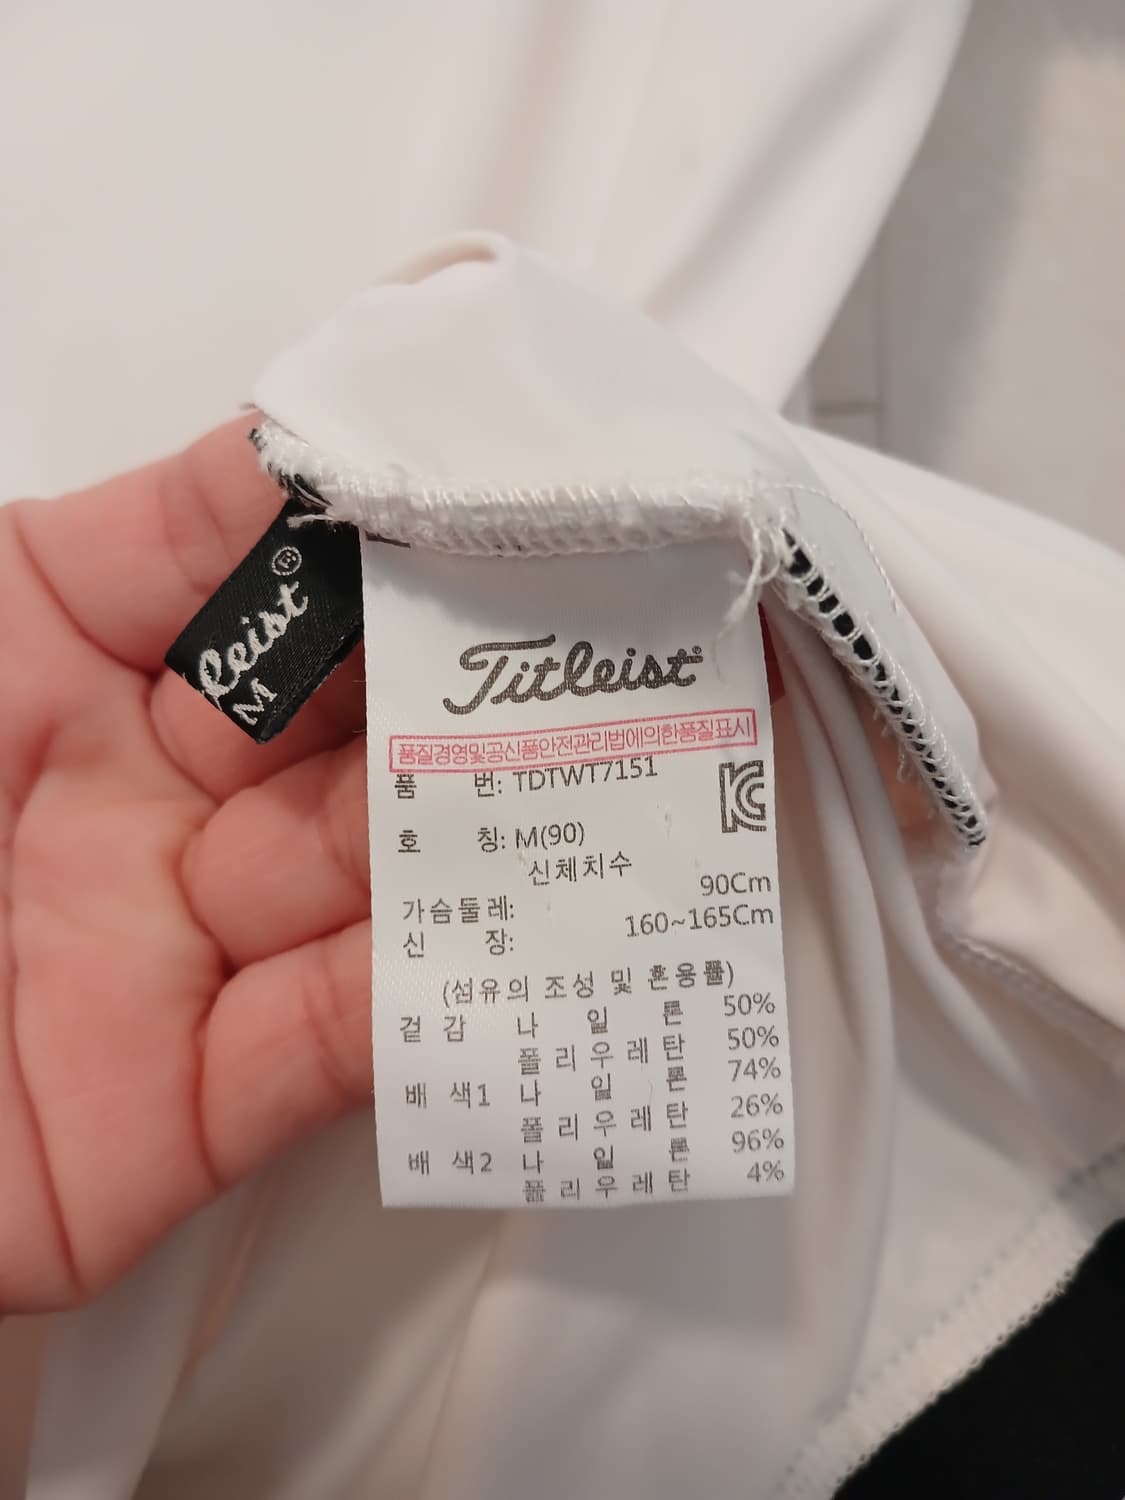 leist®
M
Titleist
품질경영및공산품안전관리법에의한품질표시
품 번: TDTWT7151
호 칭: M(90)
신체치수
가슴둘레: 90Cm
신 장: 160~165Cm
(섬유의 조성 및 혼용률)
겉 감 나 일 론 50%
폴 리 우 레 탄 50%
배 색1 나 일 론 74%
폴 리 우 레 탄 26%
배 색2 나 일 론 96%
폴 리 우 레 탄 4%